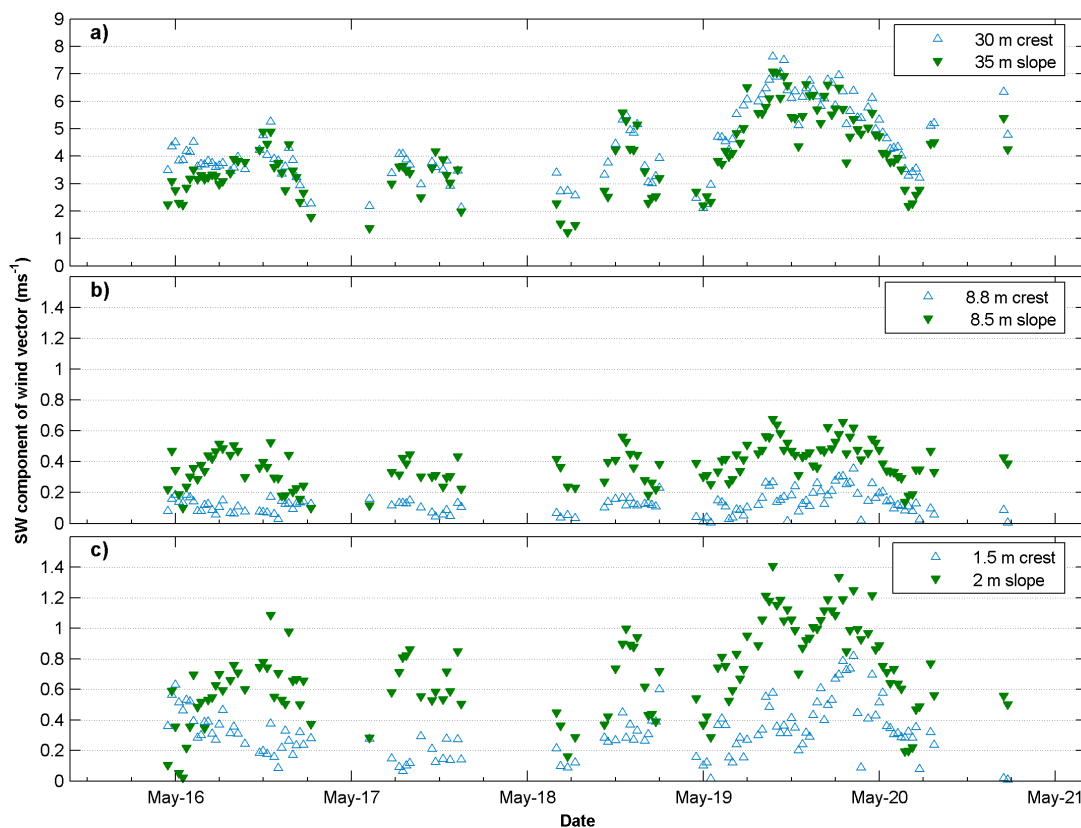 a)
9
8
7
6
5
4
3
2
1
0
30 m crest
35 m slope
b)
1.4
1.2
1
0.8
0.6
0.4
0.2
0
8.8 m crest
8.5 m slope
SW component of wind vector (ms⁻¹)
c)
1.4
1.2
1
0.8
0.6
0.4
0.2
0
1.5 m crest
2 m slope
May-16 May-17 May-18 May-19 May-20 May-21
Date